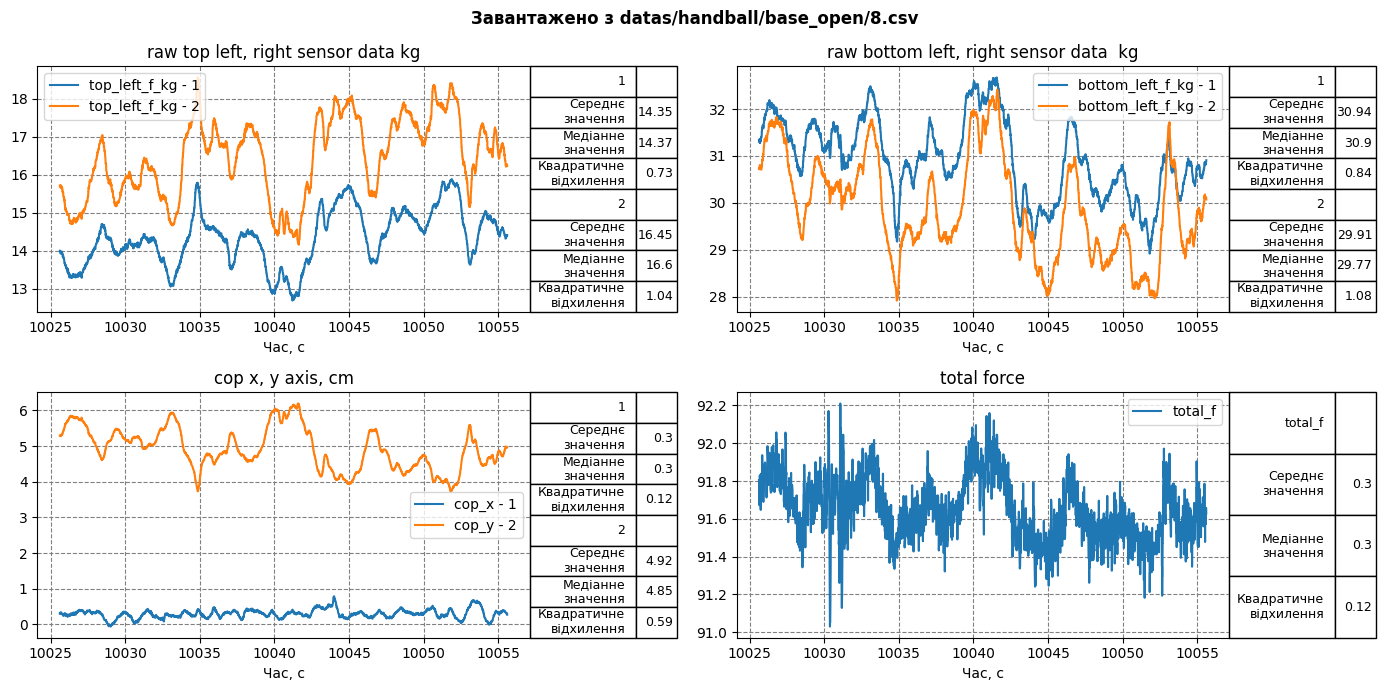 Завантажено з datas/handball/base_open/8.csv
raw top left, right sensor data kg
top_left_f_kg - 1
top_left_f_kg - 2
18
17
16
15
14
13
10025 10030 10035 10040 10045 10050 10055
Час, с
1
Середнє
значення
14.35
Медіанне
значення
14.37
Квадратичне
відхилення
0.73
2
Середнє
значення
16.45
Медіанне
значення
16.6
Квадратичне
відхилення
1.04
raw bottom left, right sensor data  kg
bottom_left_f_kg - 1
bottom_left_f_kg - 2
32
31
30
29
28
10025 10030 10035 10040 10045 10050 10055
Час, с
1
Середнє
значення
30.94
Медіанне
значення
30.9
Квадратичне
відхилення
0.84
2
Середнє
значення
29.91
Медіанне
значення
29.77
Квадратичне
відхилення
1.08
cop x, y axis, cm
6
5
4
3
2
1
0
cop_x - 1
cop_y - 2
10025 10030 10035 10040 10045 10050 10055
Час, с
1
Середнє
значення
0.3
Медіанне
значення
0.3
Квадратичне
відхилення
0.12
2
Середнє
значення
4.92
Медіанне
значення
4.85
Квадратичне
відхилення
0.59
total force
total_f
92.2
92.0
91.8
91.6
91.4
91.2
91.0
10025 10030 10035 10040 10045 10050 10055
Час, с
total_f
Середнє
значення
0.3
Медіанне
значення
0.3
Квадратичне
відхилення
0.12